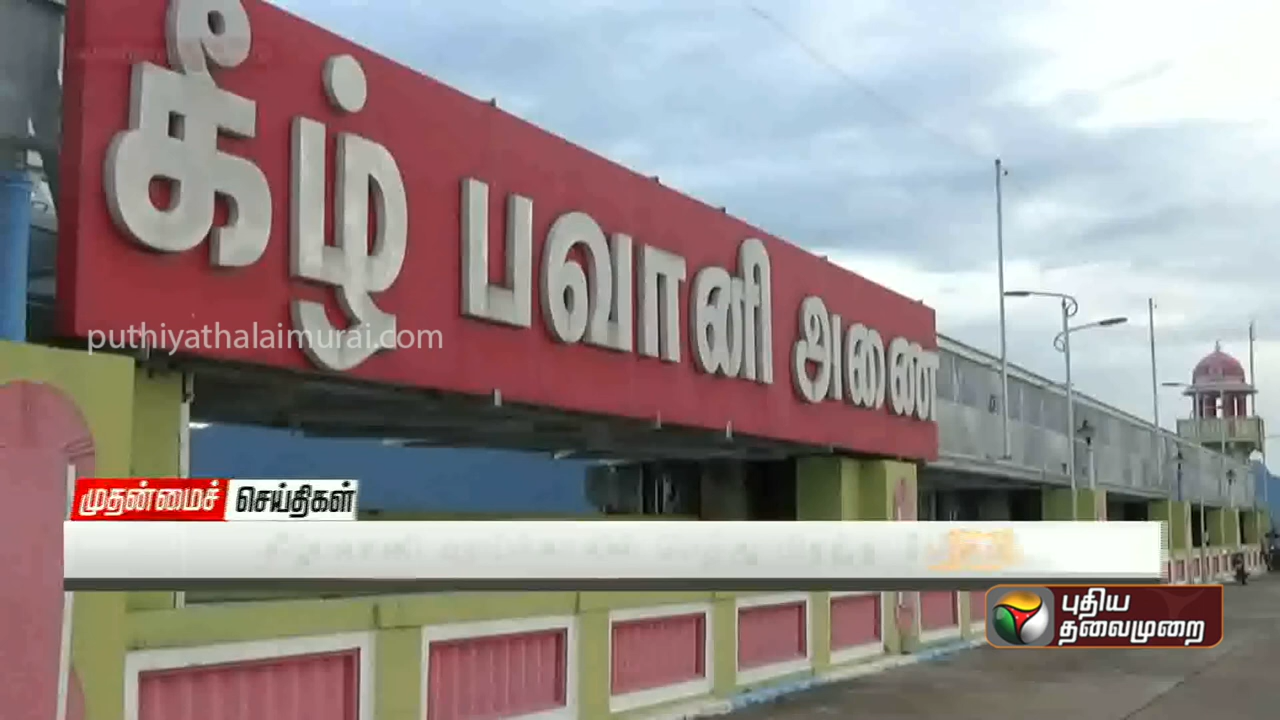 கீழ் பவானி அணை
puthiyathalaimurai.com
முதன்மைச் செய்திகள்
புதிய
தலைமுறை